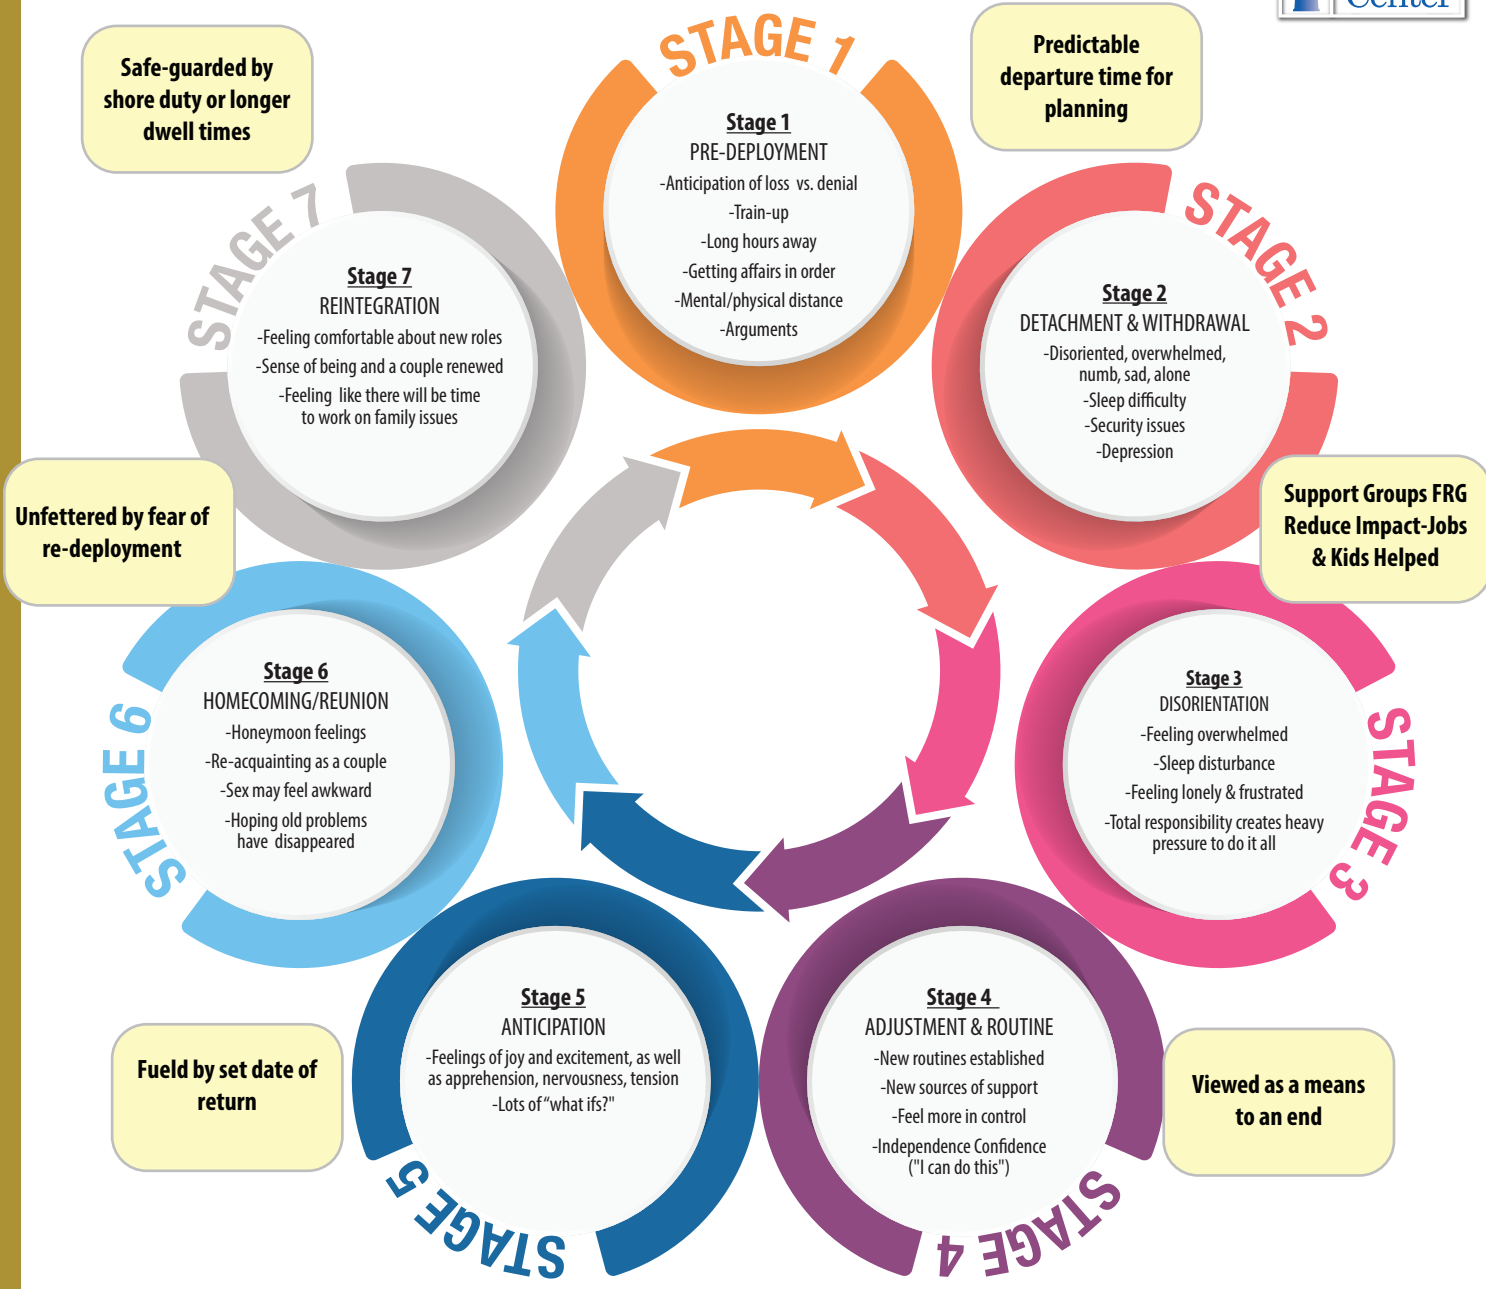 Center
Safe-guarded by
shore duty or longer
dwell times
STAGE 1
Predictable
departure time for
planning
Stage 1
PRE-DEPLOYMENT
-Anticipation of loss vs. denial
-Train-up
-Long hours away
-Getting affairs in order
-Mental/physical distance
-Arguments
STAGE 2
Stage 2
DETACHMENT & WITHDRAWAL
-Disoriented, overwhelmed,
numb, sad, alone
-Sleep difficulty
-Security issues
-Depression
Support Groups FRG
Reduce Impact-Jobs
& Kids Helped
STAGE 3
Stage 3
DISORIENTATION
-Feeling overwhelmed
-Sleep disturbance
-Feeling lonely & frustrated
-Total responsibility creates heavy
pressure to do it all
STAGE 4
Stage 4
ADJUSTMENT & ROUTINE
-New routines established
-New sources of support
-Feel more in control
-Independence Confidence
("I can do this")
Viewed as a means
to an end
STAGE 5
Stage 5
ANTICIPATION
-Feelings of joy and excitement, as well
as apprehension, nervousness, tension
-Lots of “what ifs?"
Fueld by set date of
return
STAGE 6
Stage 6
HOMECOMING/REUNION
-Honeymoon feelings
-Re-acquainting as a couple
-Sex may feel awkward
-Hoping old problems
have disappeared
Unfettered by fear of
re-deployment
STAGE 7
Stage 7
REINTEGRATION
-Feeling comfortable about new roles
-Sense of being and a couple renewed
-Feeling like there will be time
to work on family issues